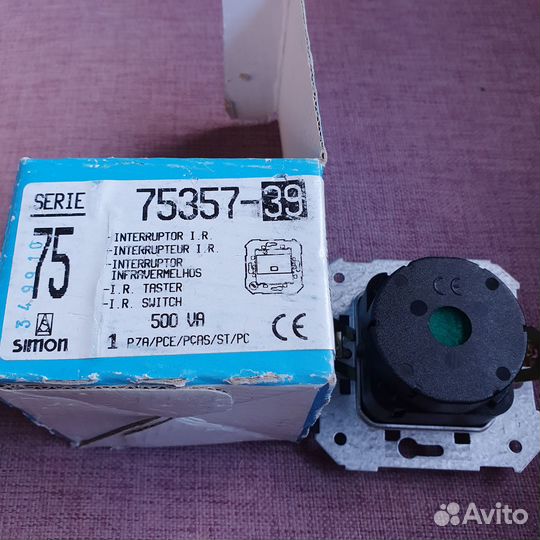 SERIE
75
simon
349910
75357-39
-INTERRUPTOR I.R.
-INTERRUPTEUR I.R.
-INTERRUPTOR
INFRAVERMELHOS
-I.R. TASTER
-I.R. SWITCH
500 VA
1 P7A/PCE/PCAS/ST/PC
CE
CE
Avito